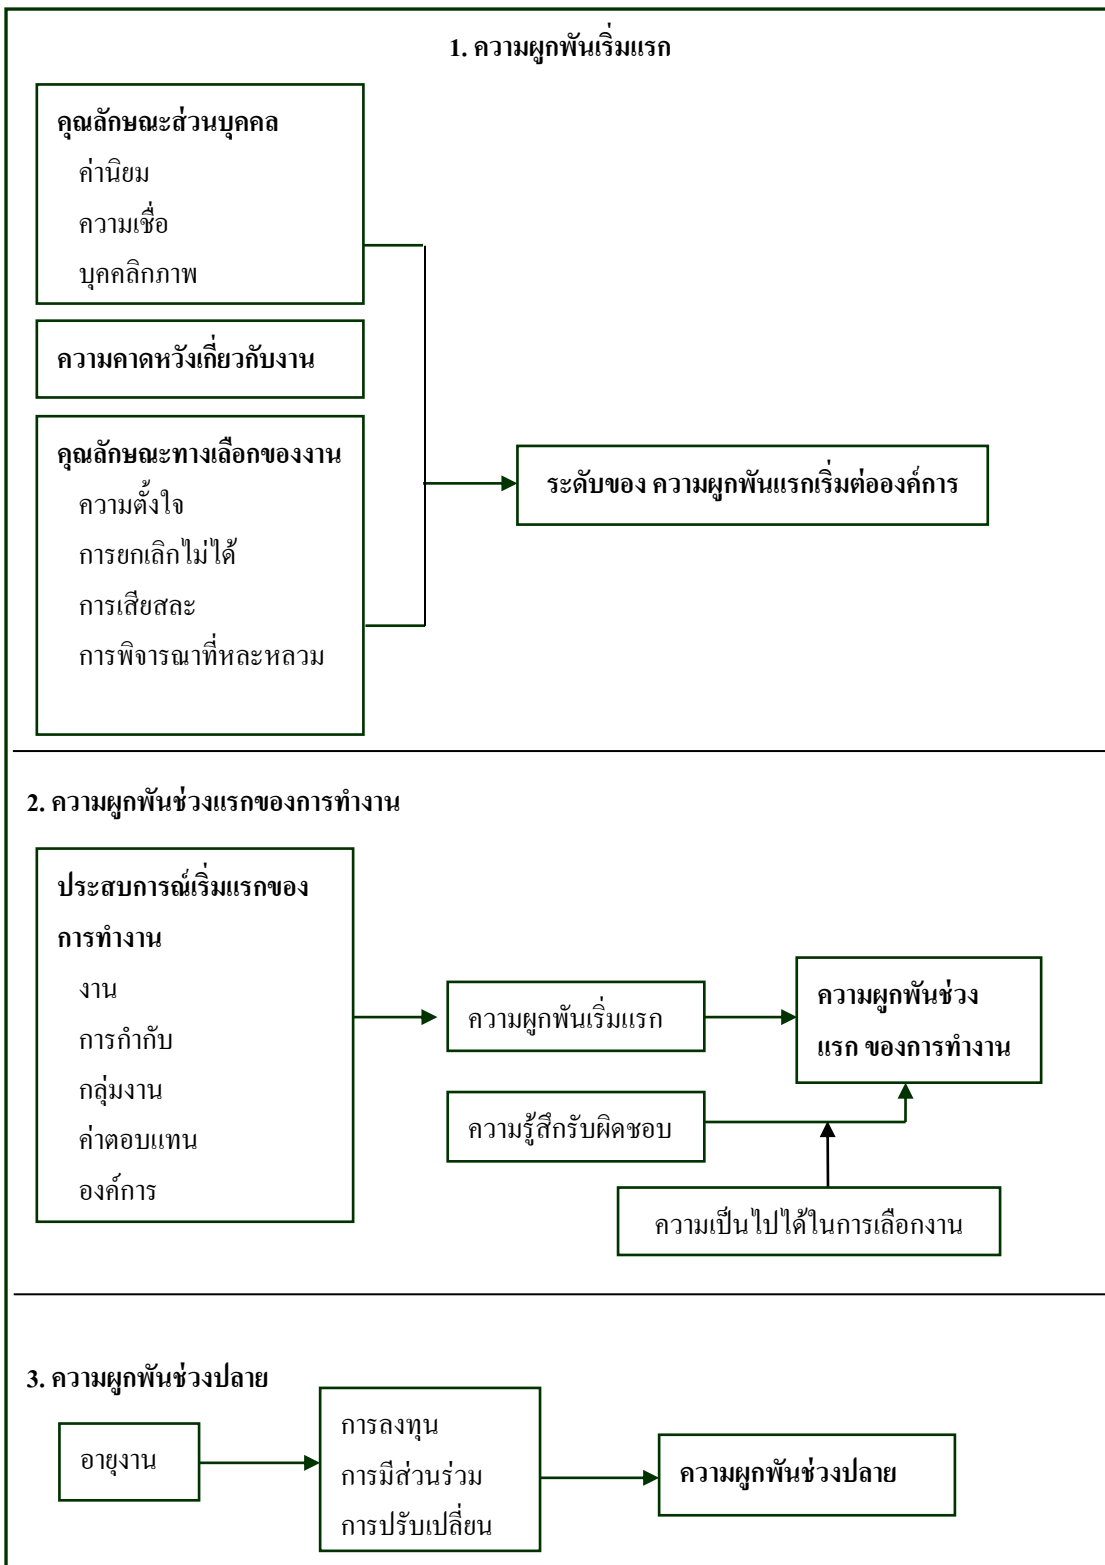 1. ความผูกพันเริ่มแรก
คุณลักษณะส่วนบุคคล
ค่านิยม
ความเชื่อ
บุคคลิกภาพ
ความคาดหวังเกี่ยวกับงาน
คุณลักษณะทางเลือกของงาน
ความตั้งใจ
การยกเลิกไม่ได้
การเสียสละ
การพิจารณาที่หละหลวม
ระดับของ ความผูกพันแรกเริ่มต่อองค์การ
2. ความผูกพันช่วงแรกของการทำงาน
ประสบการณ์เริ่มแรกของ
การทำงาน
งาน
การกำกับ
กลุ่มงาน
ค่าตอบแทน
องค์การ
ความผูกพันเริ่มแรก
ความรู้สึกรับผิดชอบ
ความเป็นไปได้ในการเลือกงาน
ความผูกพันช่วง
แรก ของการทำงาน
3. ความผูกพันช่วงปลาย
อายุงาน
การลงทุน
การมีส่วนร่วม
การปรับเปลี่ยน
ความผูกพันช่วงปลาย